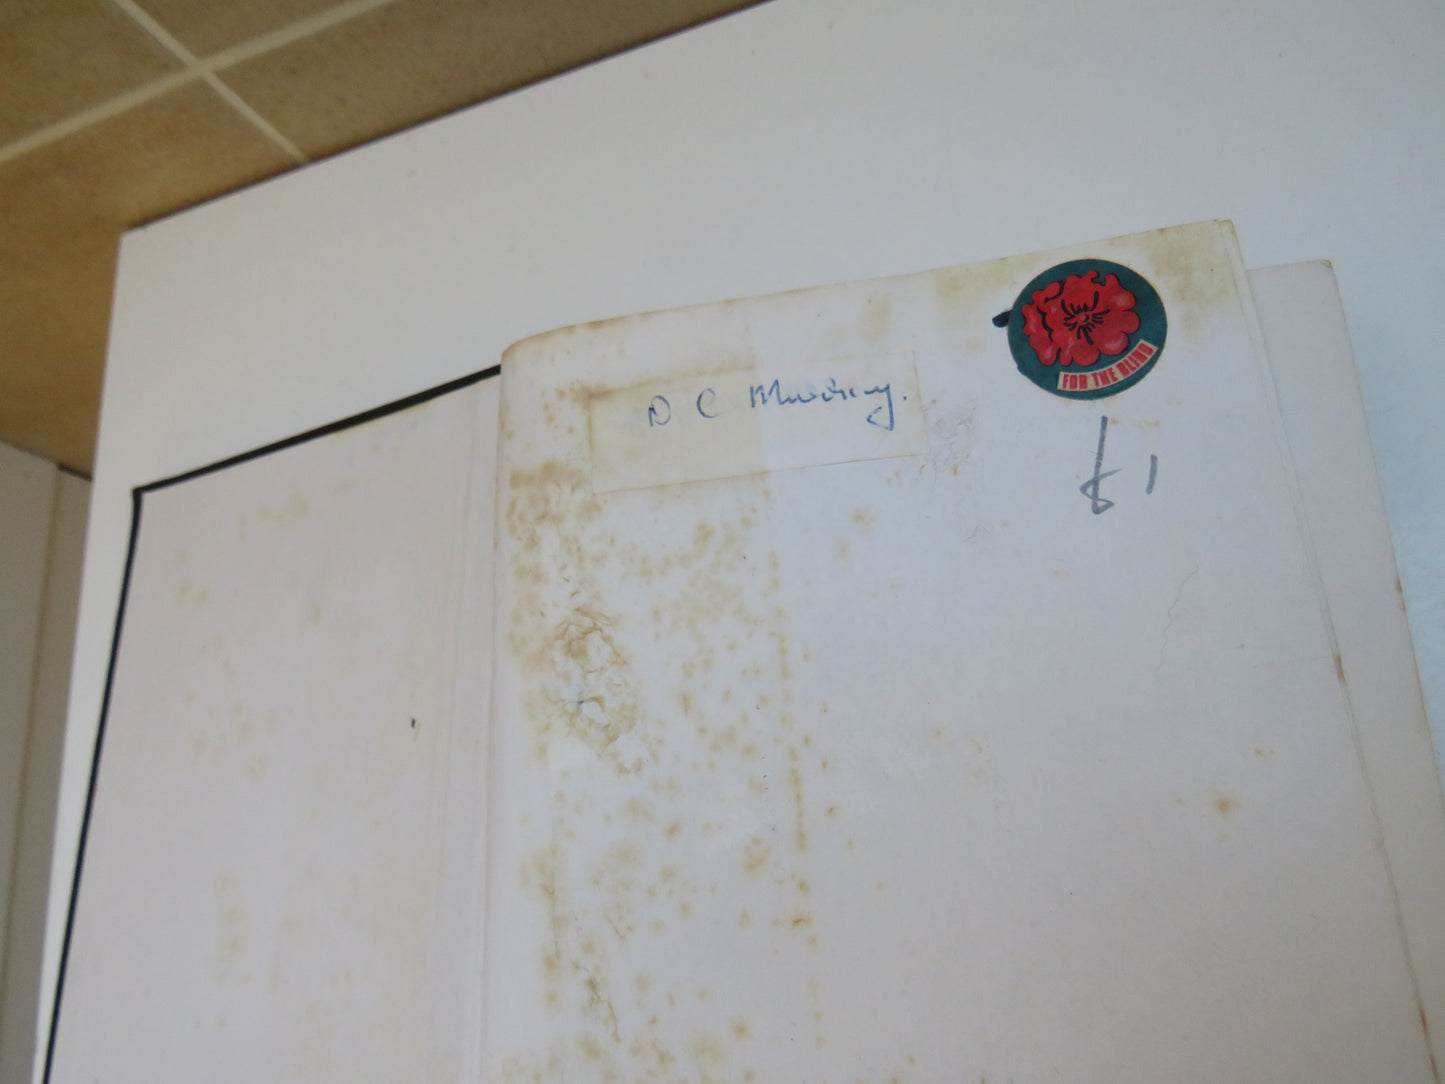 FOR THE BLIND
D C
£1